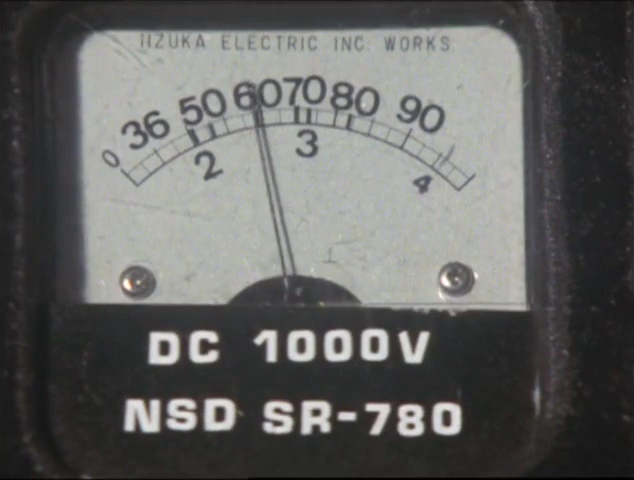 IIZUKA ELECTRIC INC. WORKS.
0 36 50 60 70 80 90
2 3 4
DC 1000V
NSD SR-780